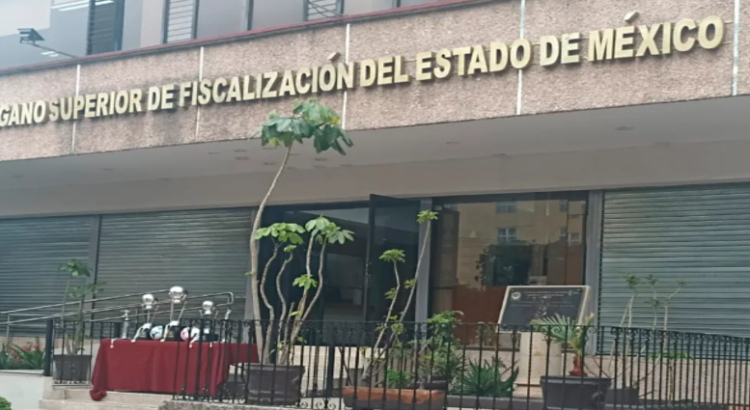 GANO SUPERIOR DE FISCALIZACIÓN DEL ESTADO DE MÉXICO